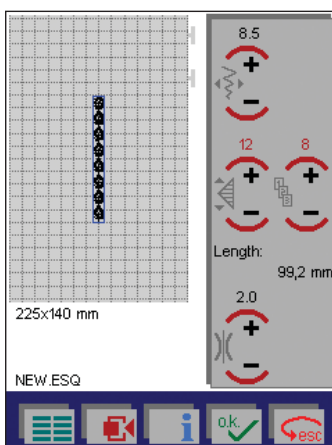 8.5
+
−
12 8
+ +
− −
Length:
99,2 mm
2.0
+
−
225x140 mm
NEW.ESQ
i o.k. esc